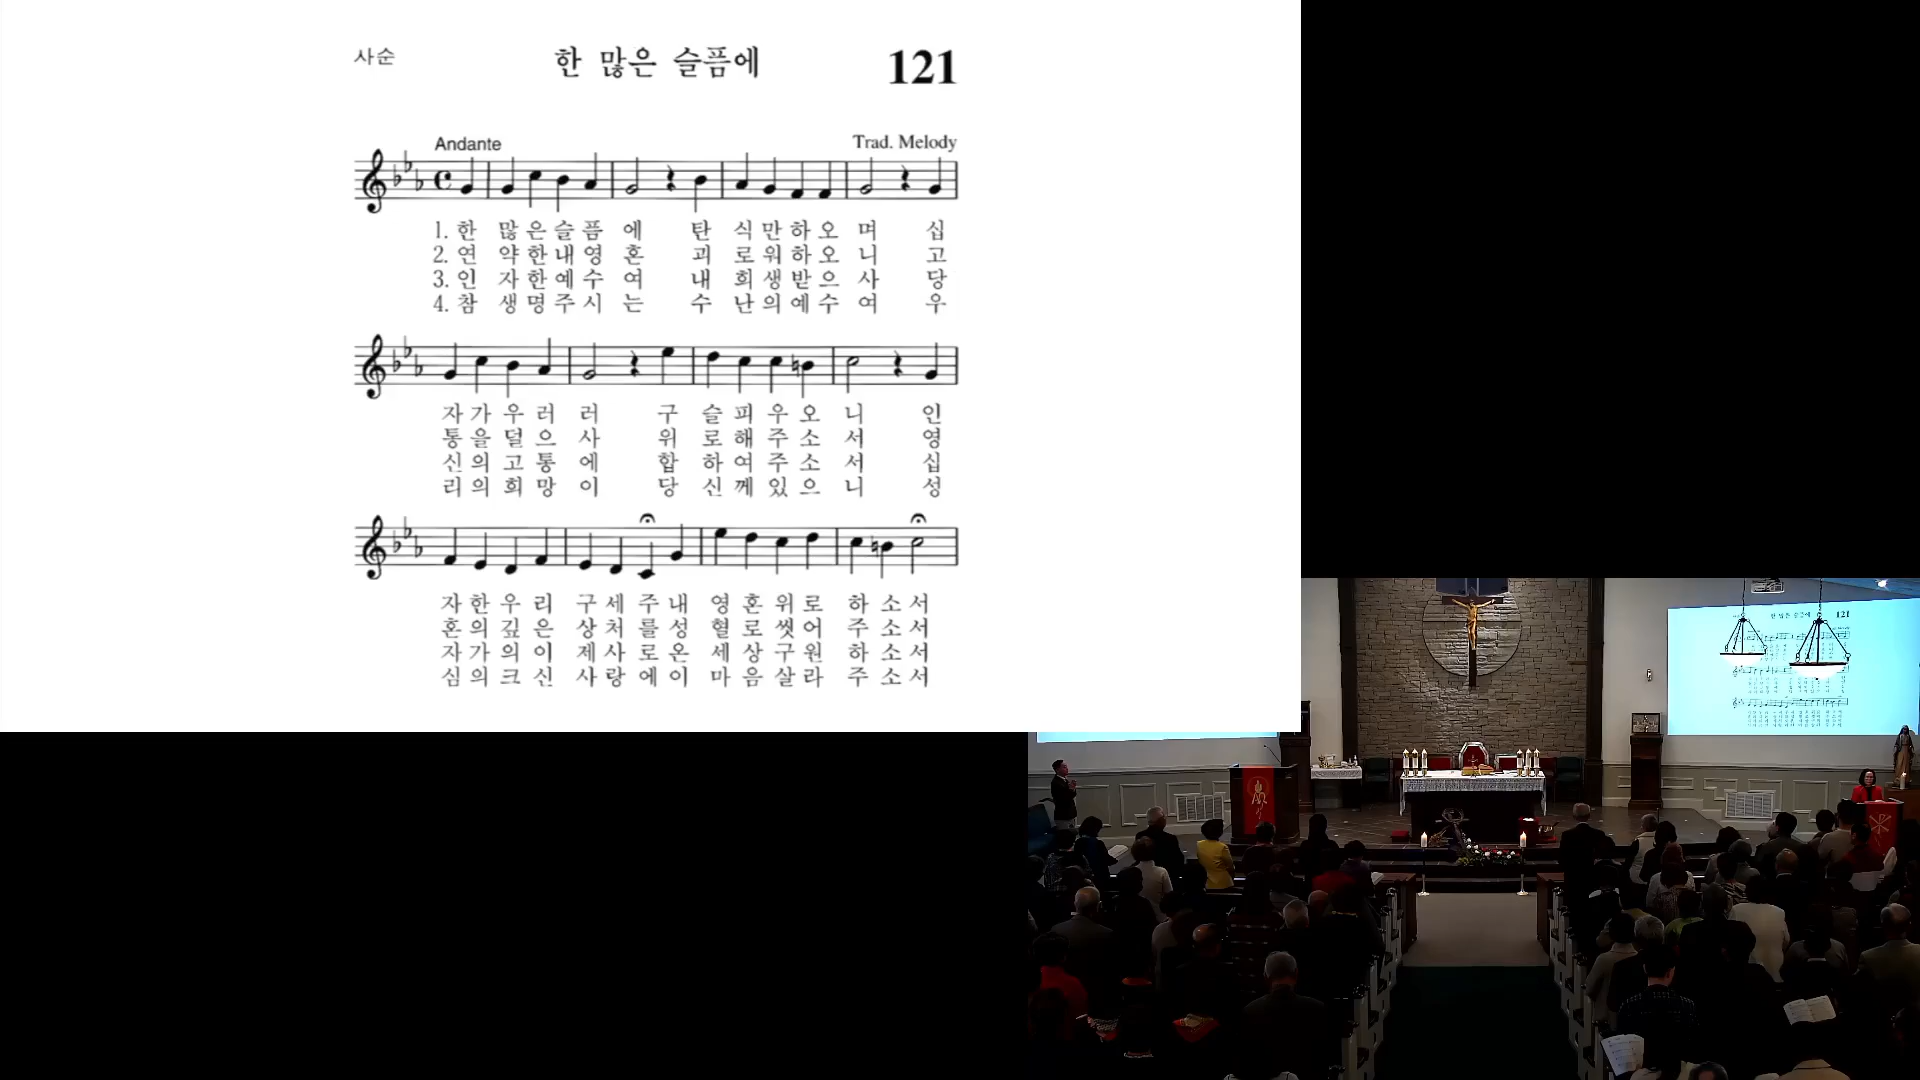 사순 한 많은 슬픔에 121
Andante Trad. Melody
1. 한 많은슬픔 에 탄 식만하오 며 십
2. 연 약한내영 혼 괴 로워하오 니 고
3. 인 자한예수 여 내 희생받으 사 당
4. 참 생명주시 는 수 난의예수 여 우
자가우러 러 구 슬피우오 니 인
통을덜으 사 위 로해주소 서 영
신의고통 에 합 하여주소 서 십
리의희망 이 당 신께있으 니 성
자한우리 구세주내 영혼위로 하소서
혼의깊은 상처를성 혈로씻어 주소서
자가의이 제사로온 세상구원 하소서
심의크신 사랑에이 마음살라 주소서
한 많은 슬픔에 121